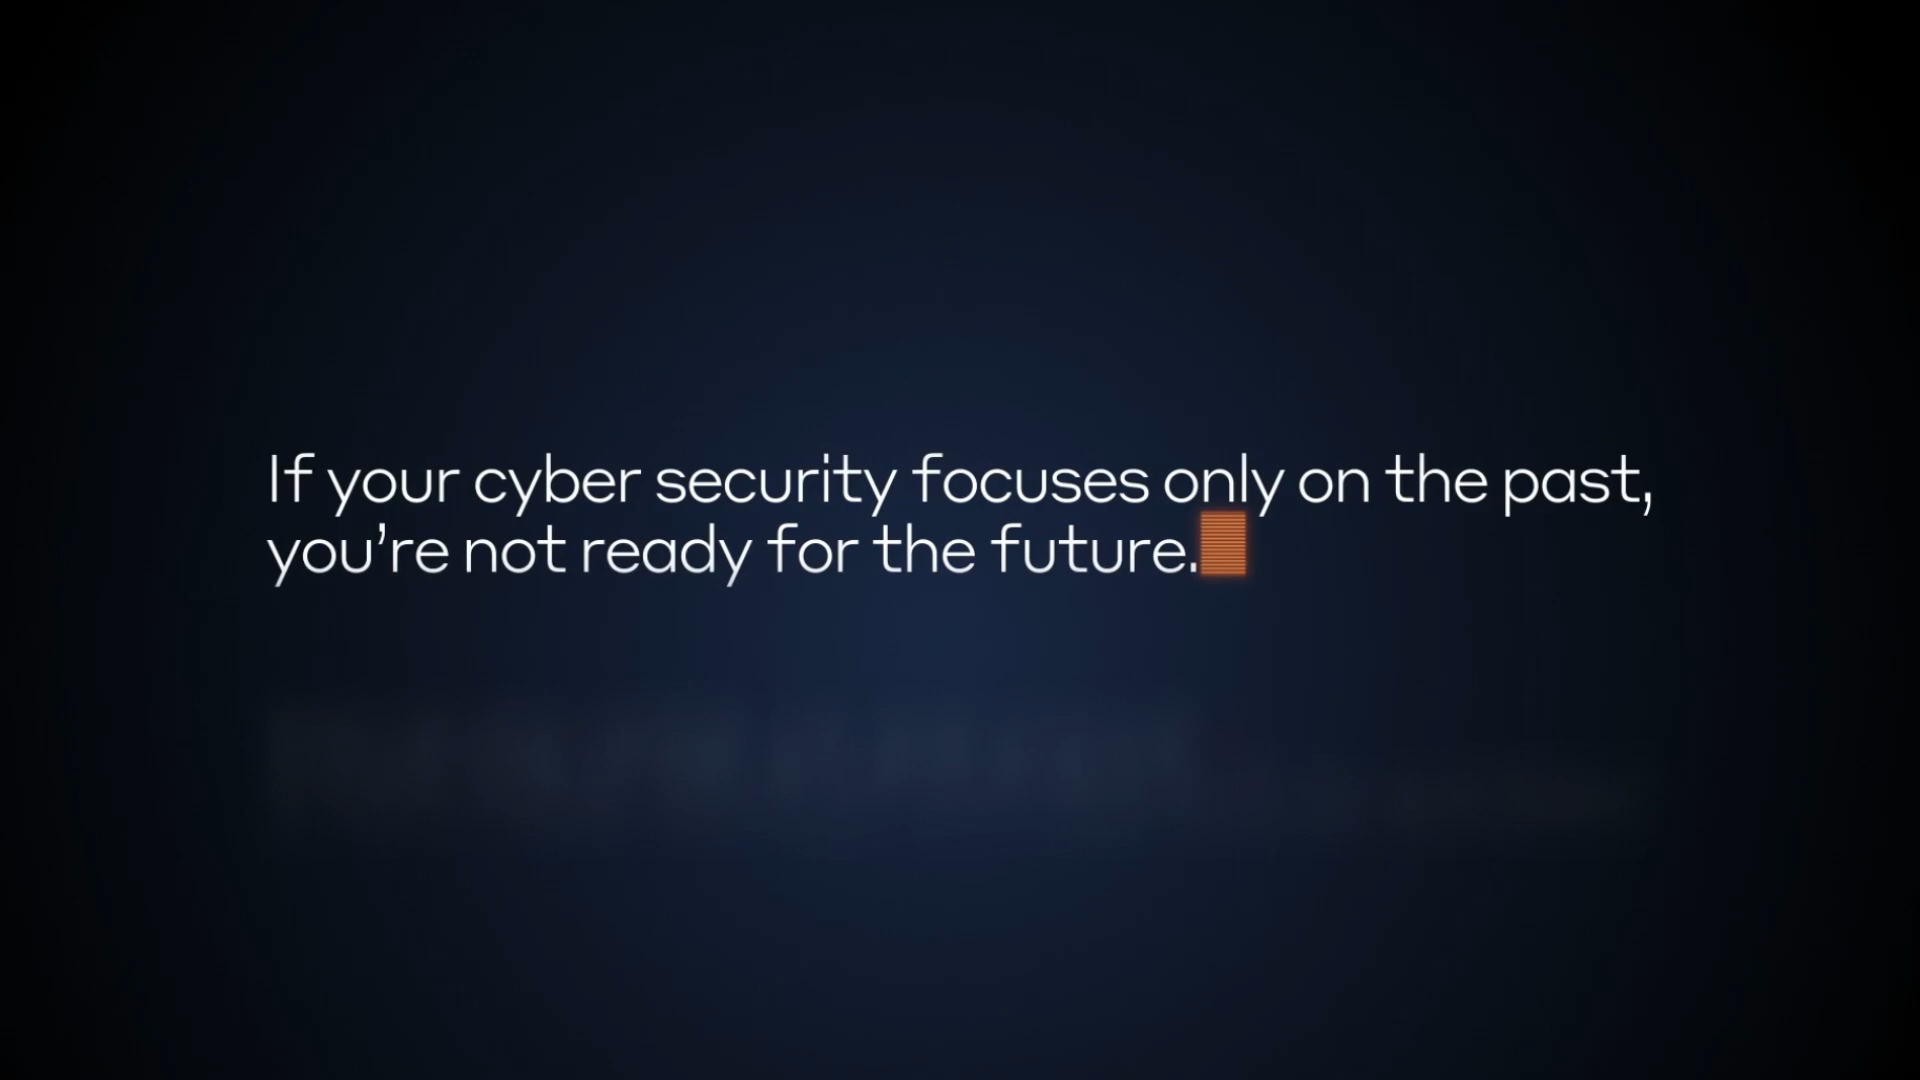 If your cyber security focuses only on the past,
you’re not ready for the future.